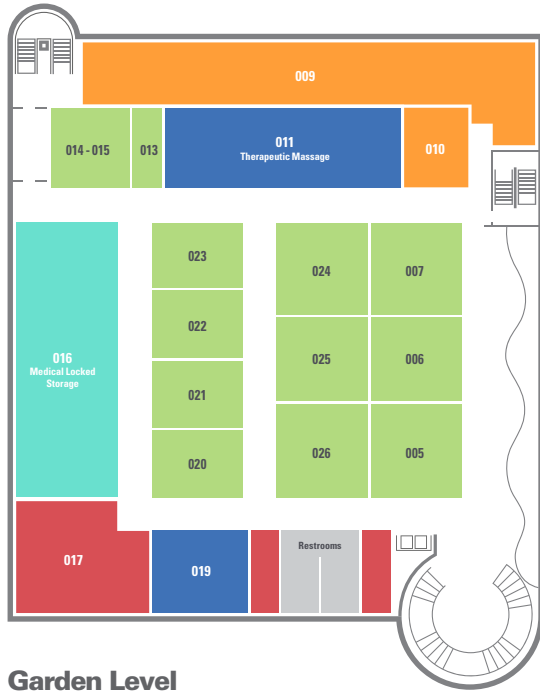 009
014 - 015
013
011
Therapeutic Massage
010
023
024
007
022
016
Medical Locked
Storage
025
006
021
020
026
005
017
019
Restrooms
Garden Level